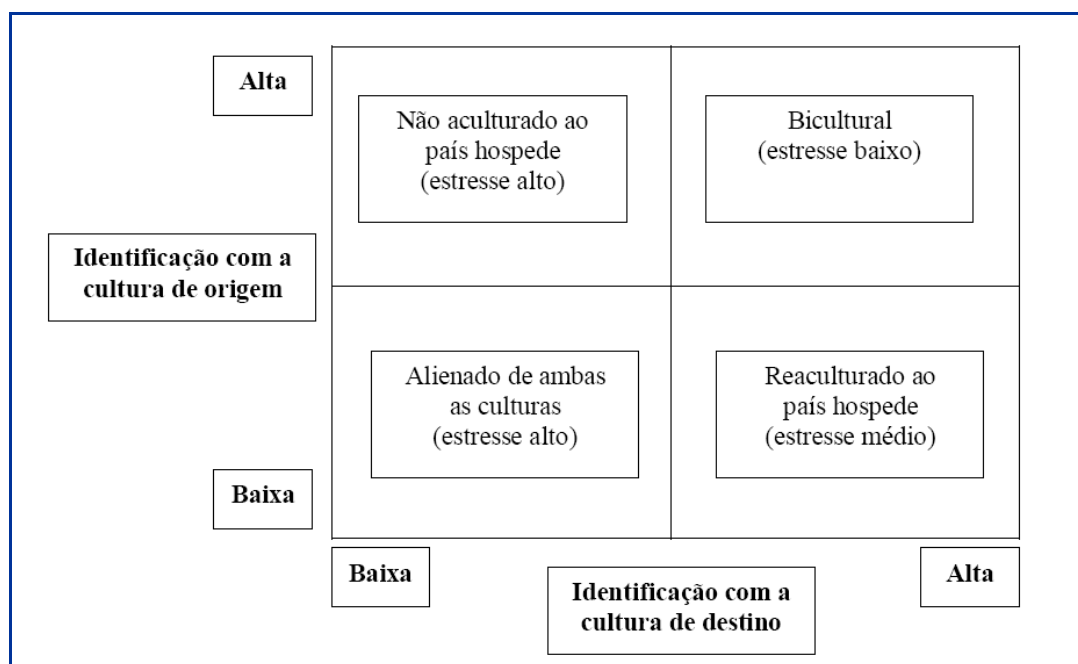 Alta
Não aculturado ao
país hospede
(estresse alto)
Bicultural
(estresse baixo)
Identificação com a
cultura de origem
Alienado de ambas
as culturas
(estresse alto)
Reaculturado ao
país hospede
(estresse médio)
Baixa
Baixa
Identificação com a
cultura de destino
Alta